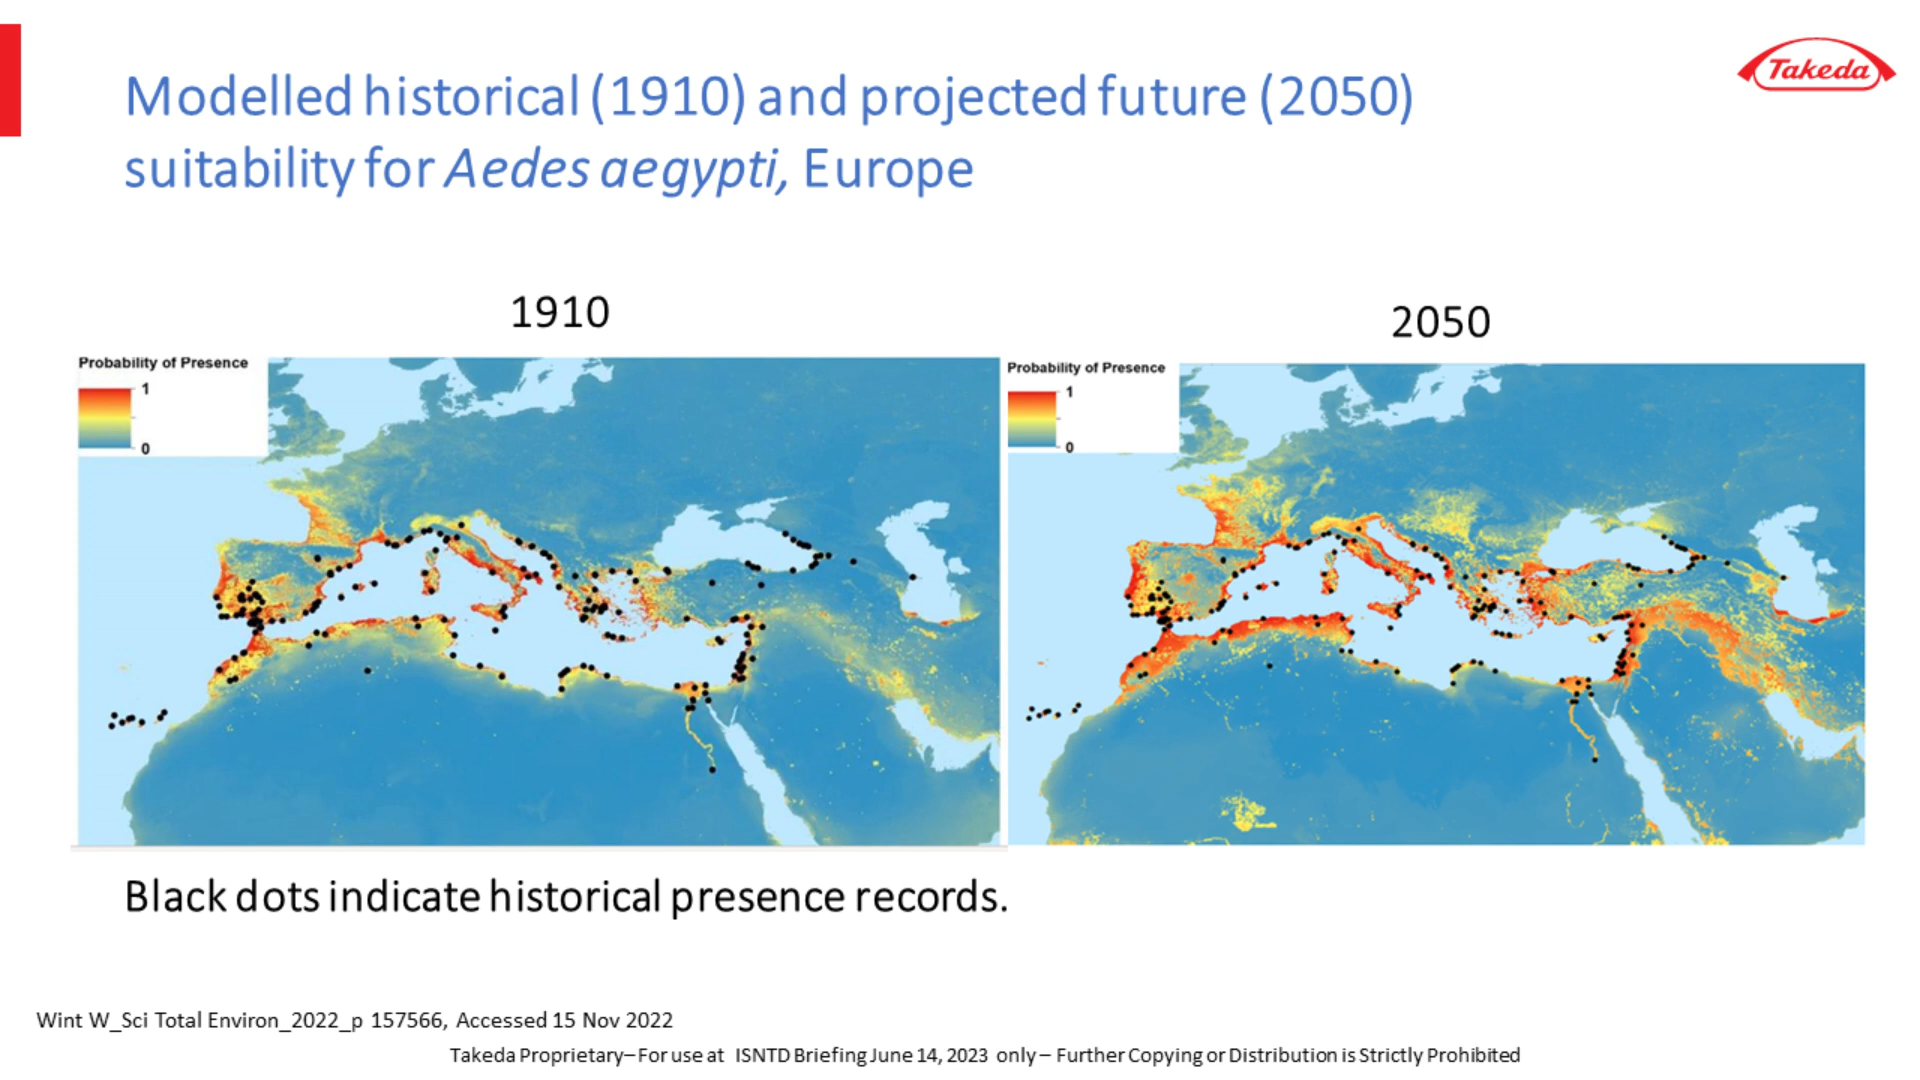 Takeda
Modelled historical (1910) and projected future (2050)
suitability for Aedes aegypti, Europe
1910
2050
Probability of Presence
1
0
Probability of Presence
1
0
Black dots indicate historical presence records.
Wint W_Sci Total Environ_2022_p 157566, Accessed 15 Nov 2022
Takeda Proprietary– For use at ISNTD Briefing June 14, 2023 only – Further Copying or Distribution is Strictly Prohibited